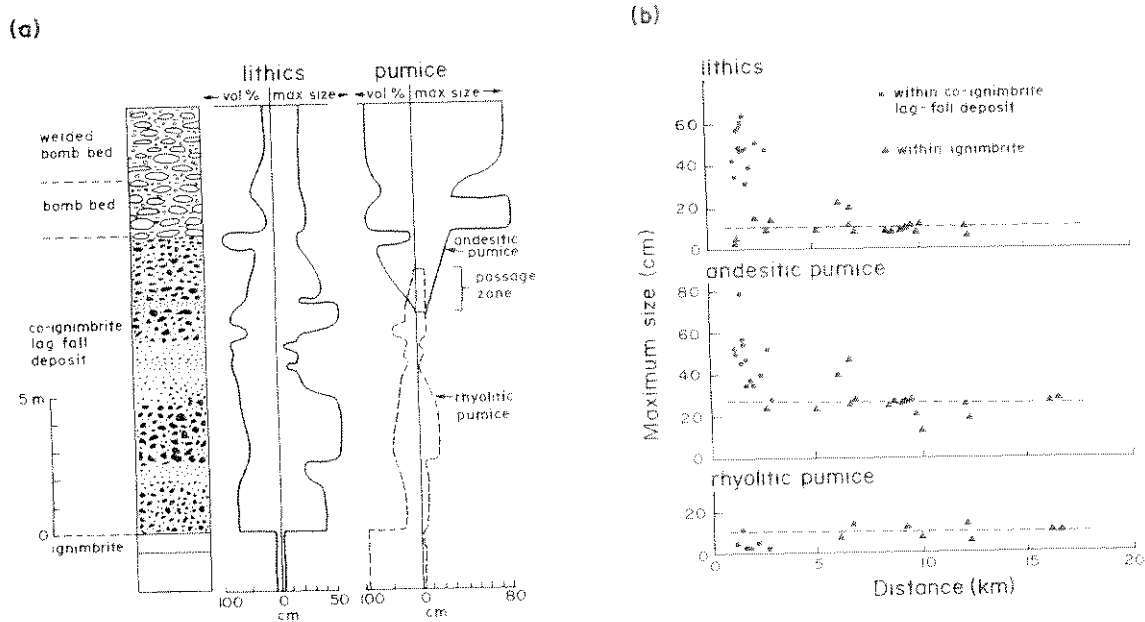 (a)
lithics
pumice
vol %
max size
vol %
max size
welded
bomb bed
bomb bed
andesitic
pumice
passage
zone
co-ignimbrite
lag fall
deposit
rhyolitic
pumice
5 m
0
ignimbrite
100
0
50
cm
100
0
80
cm
(b)
lithics
within co-ignimbrite
lag-fall deposit
within ignimbrite
60
40
20
0
andesitic pumice
80
60
40
20
0
Maximum size (cm)
rhyolitic pumice
20
0
0
5
10
15
20
Distance (km)